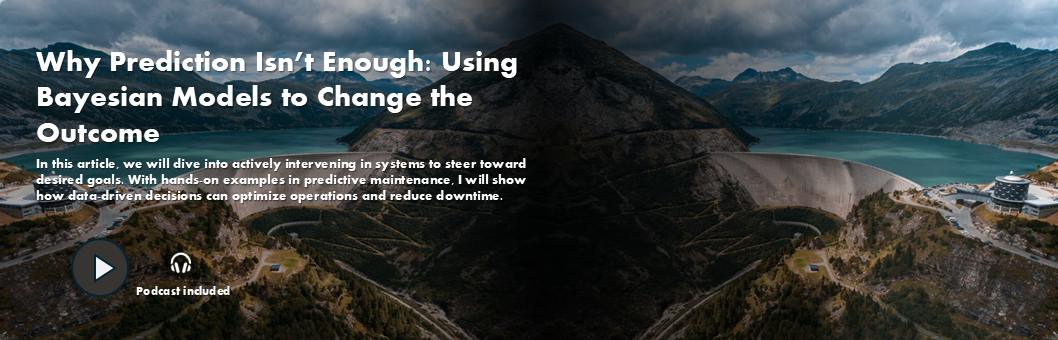 Why Prediction Isn’t Enough: Using
Bayesian Models to Change the
Outcome
In this article, we will dive into actively intervening in systems to steer toward
desired goals. With hands-on examples in predictive maintenance, I will show
how data-driven decisions can optimize operations and reduce downtime.
Podcast included